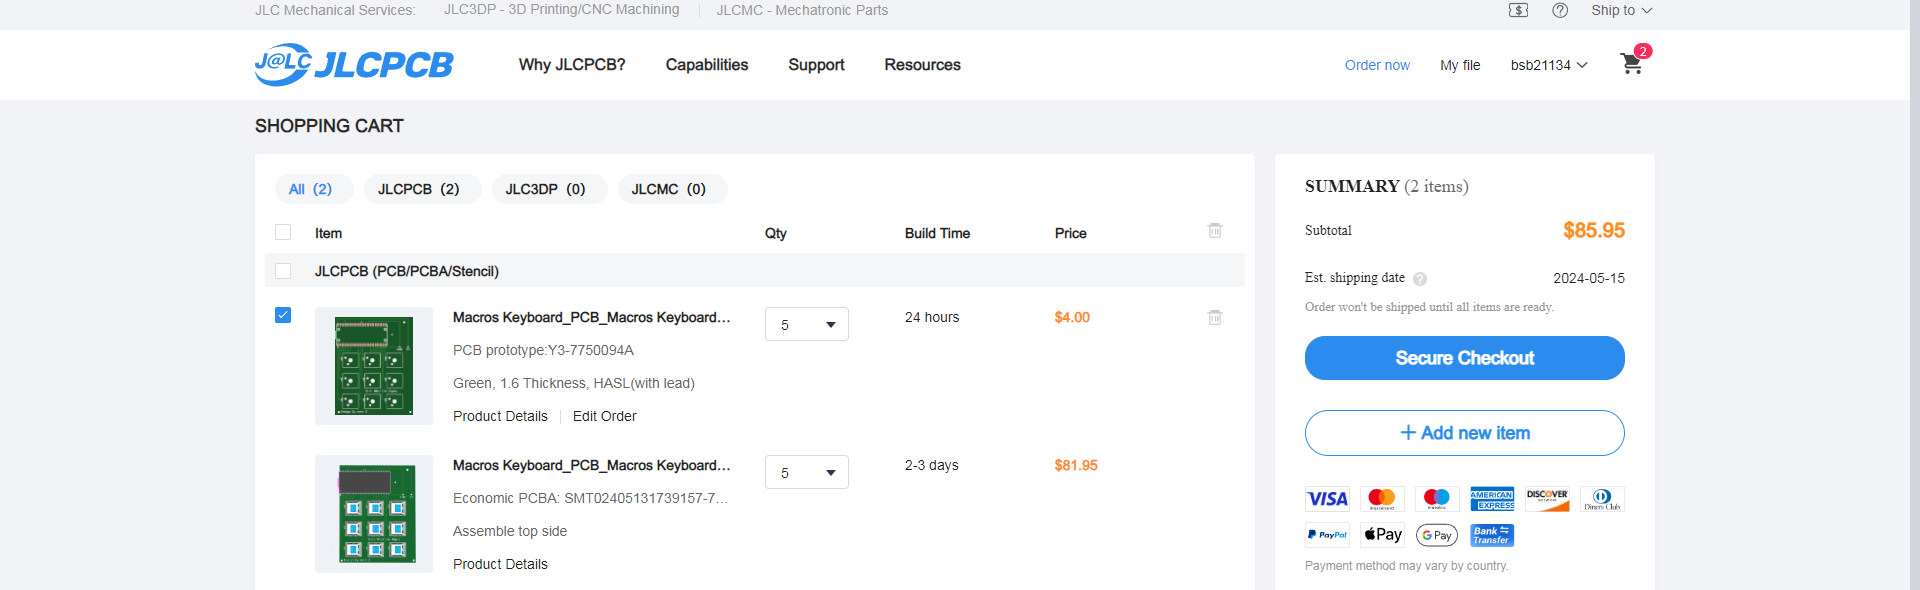 JLC Mechanical Services: JLC3DP - 3D Printing/CNC Machining JLCMC - Mechatronic Parts Ship to
J@LC JLCPCB Why JLCPCB? Capabilities Support Resources Order now My file bsb21134 2
SHOPPING CART
All (2) JLCPCB (2) JLC3DP (0) JLCMC (0)
Item Qty Build Time Price
JLCPCB (PCB/PCBA/Stencil)
Macros Keyboard_PCB_Macros Keyboard... 5 24 hours $4.00
PCB prototype:Y3-7750094A
Green, 1.6 Thickness, HASL(with lead)
Product Details Edit Order
Macros Keyboard_PCB_Macros Keyboard... 5 2-3 days $81.95
Economic PCBA: SMT02405131739157-7...
Assemble top side
Product Details
SUMMARY (2 items)
Subtotal $85.95
Est. shipping date ? 2024-05-15
Order won't be shipped until all items are ready.
Secure Checkout
+ Add new item
VISA mastercard maestro AMERICAN EXPRESS DISCOVER Diners Club
PayPal Pay G Pay Bank Transfer
Payment method may vary by country.